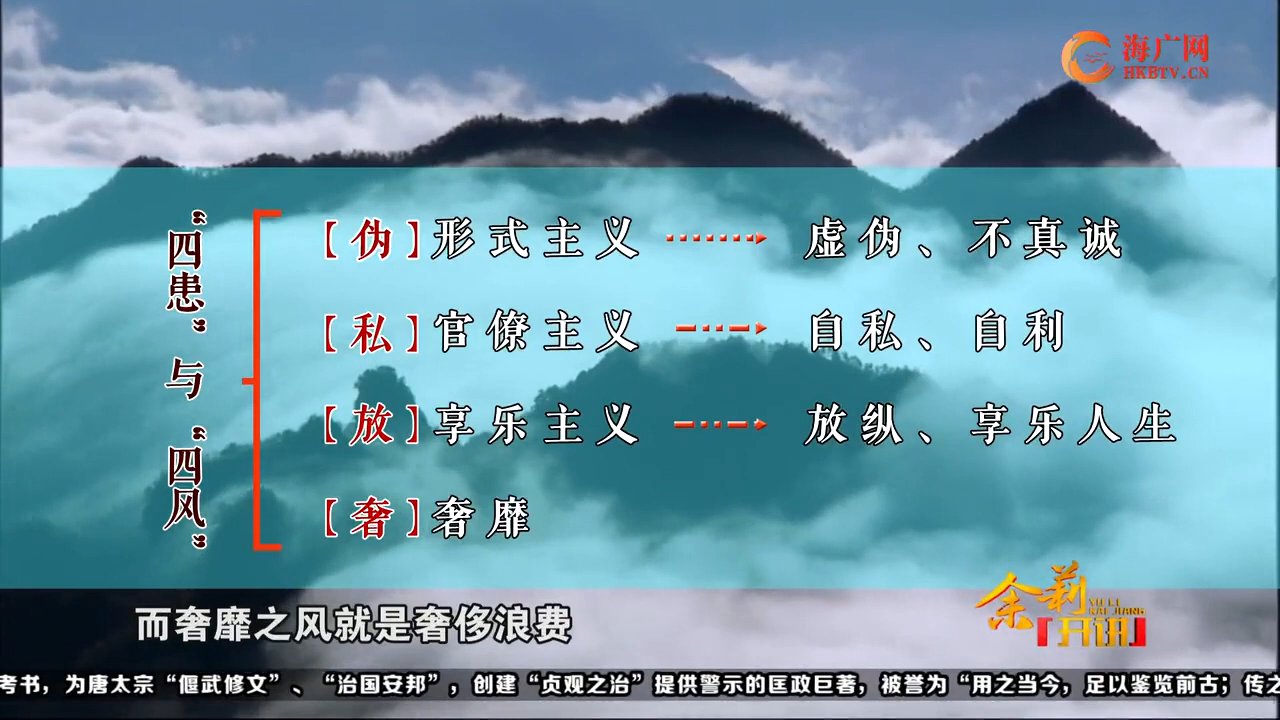 海广网
HKBTV.CN
“四患”与“四风”
【伪】形式主义 虚伪、不真诚
【私】官僚主义 自私、自利
【放】享乐主义 放纵、享乐人生
【奢】奢靡
余莉
YU LI
KAI JIANG
「开讲」
而奢靡之风就是奢侈浪费
考书，为唐太宗“偃武修文”、“治国安邦”，创建“贞观之治”提供警示的匡政巨著，被誉为“用之当今，足以鉴览前古；传之